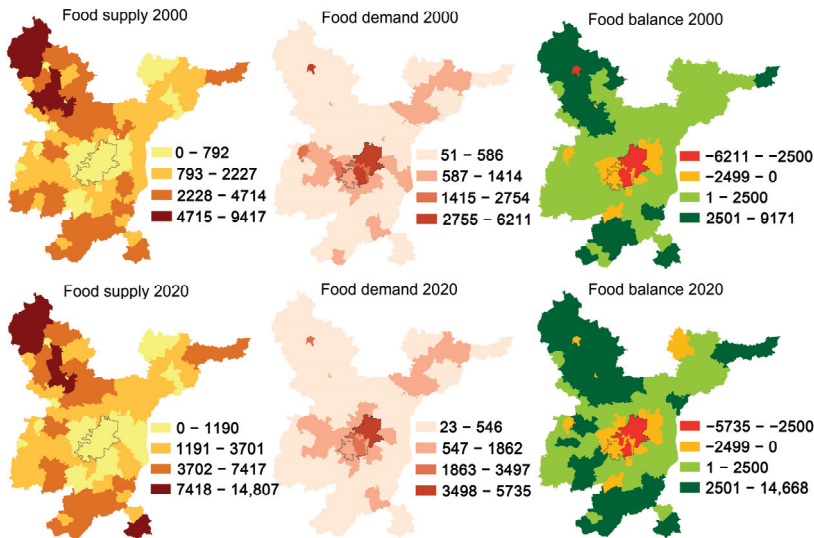 Food supply 2000
Food demand 2000
Food balance 2000
0 – 792
793 – 2227
2228 – 4714
4715 – 9417
51 – 586
587 – 1414
1415 – 2754
2755 – 6211
−6211 – −2500
−2499 – 0
1 – 2500
2501 – 9171
Food supply 2020
Food demand 2020
Food balance 2020
0 – 1190
1191 – 3701
3702 – 7417
7418 – 14,807
23 – 546
547 – 1862
1863 – 3497
3498 – 5735
−5735 – −2500
−2499 – 0
1 – 2500
2501 – 14,668